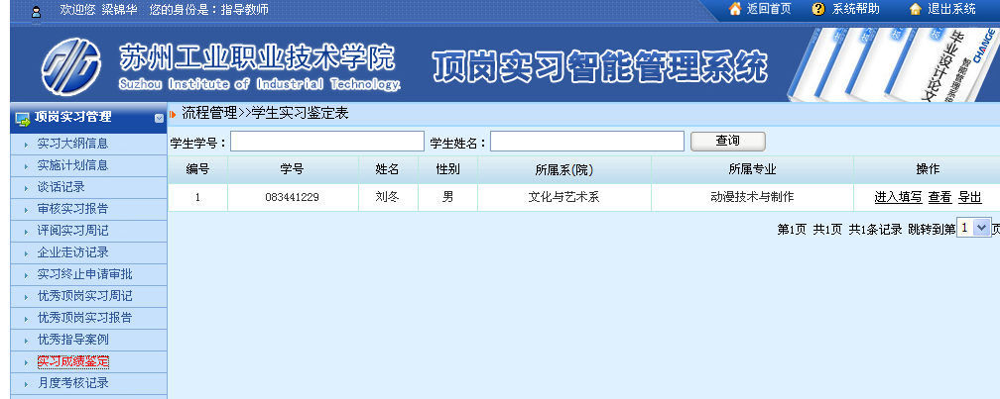 欢迎您 梁锦华 您的身份是：指导教师
返回首页 系统帮助 退出系统
苏州工业职业技术学院
Suzhou Institute of Industrial Technology.
顶岗实习智能管理系统
毕业设计论文
智能管理系统
CHANGE
顶岗实习管理
流程管理>>学生实习鉴定表
实习大纲信息
实施计划信息
谈话记录
审核实习报告
评阅实习周记
企业走访记录
实习终止申请审批
优秀顶岗实习周记
优秀顶岗实习报告
优秀指导案例
实习成绩鉴定
月度考核记录
学生学号： 学生姓名： 查询
编号 学号 姓名 性别 所属系(院) 所属专业 操作
1 083441229 刘冬 男 文化与艺术系 动漫技术与制作 进入填写 查看 导出
第1页 共1页 共1条记录 跳转到第 1 页